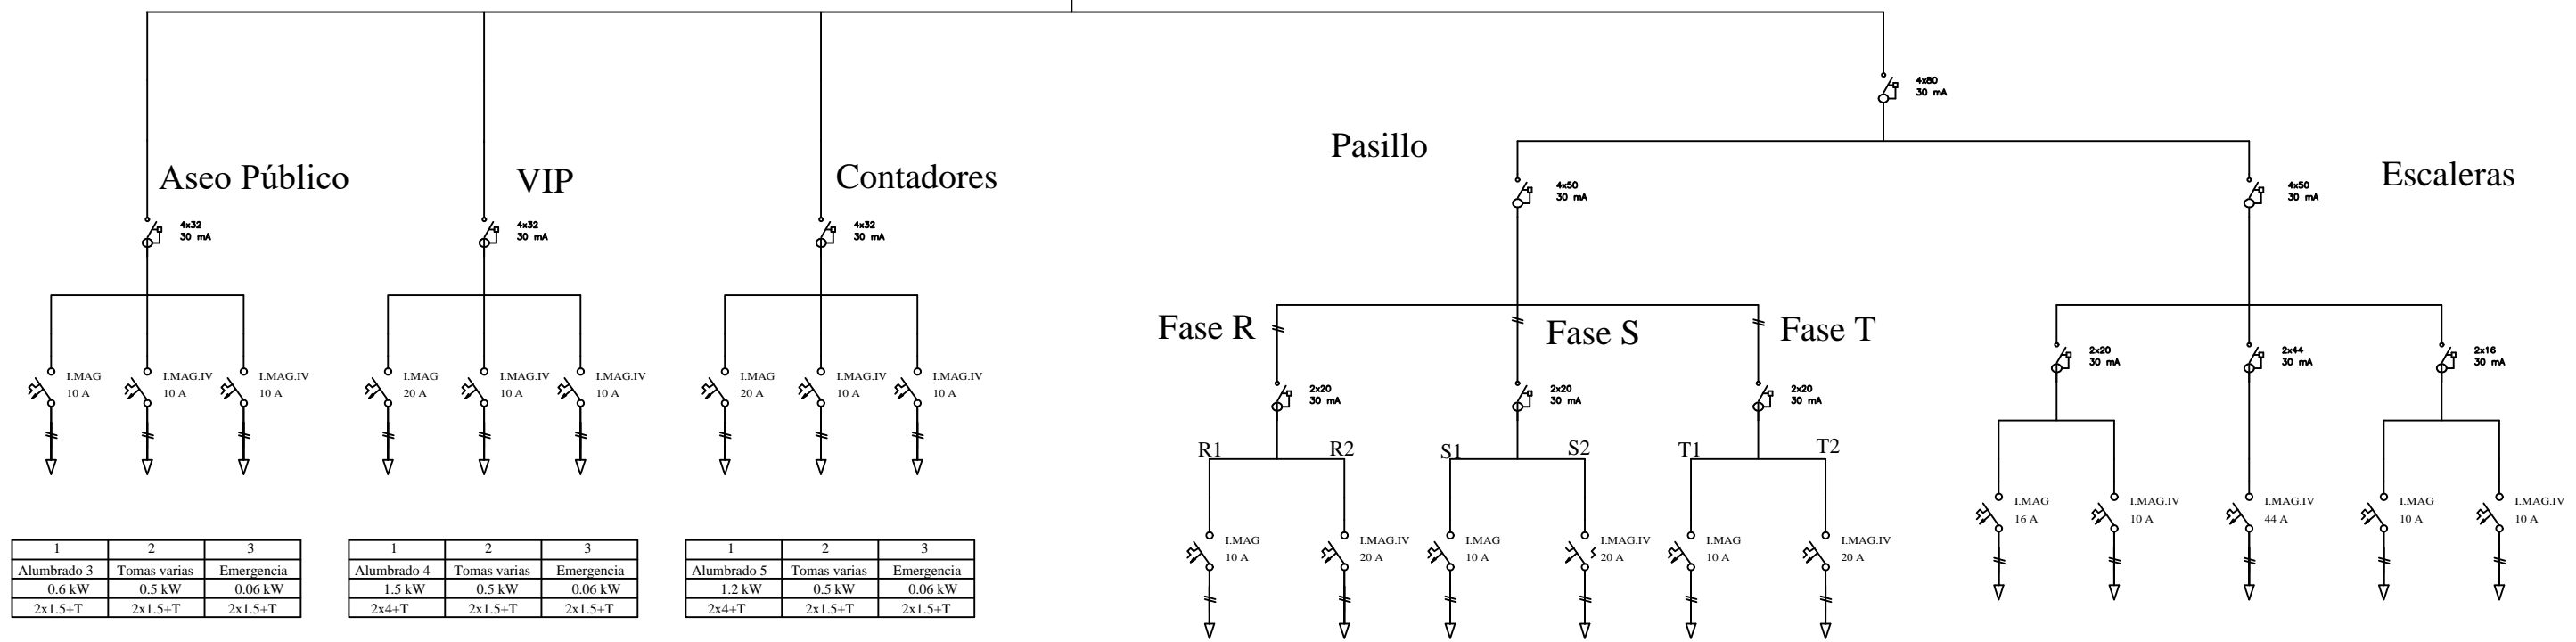 4x80
30 mA
Pasillo
Aseo Público
VIP
Contadores
Escaleras
4x50
30 mA
4x50
30 mA
4x32
30 mA
4x32
30 mA
4x32
30 mA
Fase R
Fase S
Fase T
2x20
30 mA
2x44
30 mA
2x16
30 mA
I.MAG
10 A
I.MAG.IV
10 A
I.MAG.IV
10 A
I.MAG
20 A
I.MAG.IV
10 A
I.MAG.IV
10 A
I.MAG
20 A
I.MAG.IV
10 A
I.MAG.IV
10 A
2x20
30 mA
2x20
30 mA
2x20
30 mA
R1
R2
S1
S2
T1
T2
I.MAG
16 A
I.MAG.IV
10 A
I.MAG.IV
44 A
I.MAG
10 A
I.MAG.IV
10 A
I.MAG
10 A
I.MAG.IV
20 A
I.MAG
10 A
I.MAG.IV
20 A
I.MAG
10 A
I.MAG.IV
20 A
1 2 3
Alumbrado 3 Tomas varias Emergencia
0.6 kW 0.5 kW 0.06 kW
2x1.5+T 2x1.5+T 2x1.5+T
1 2 3
Alumbrado 4 Tomas varias Emergencia
1.5 kW 0.5 kW 0.06 kW
2x4+T 2x1.5+T 2x1.5+T
1 2 3
Alumbrado 5 Tomas varias Emergencia
1.2 kW 0.5 kW 0.06 kW
2x4+T 2x1.5+T 2x1.5+T